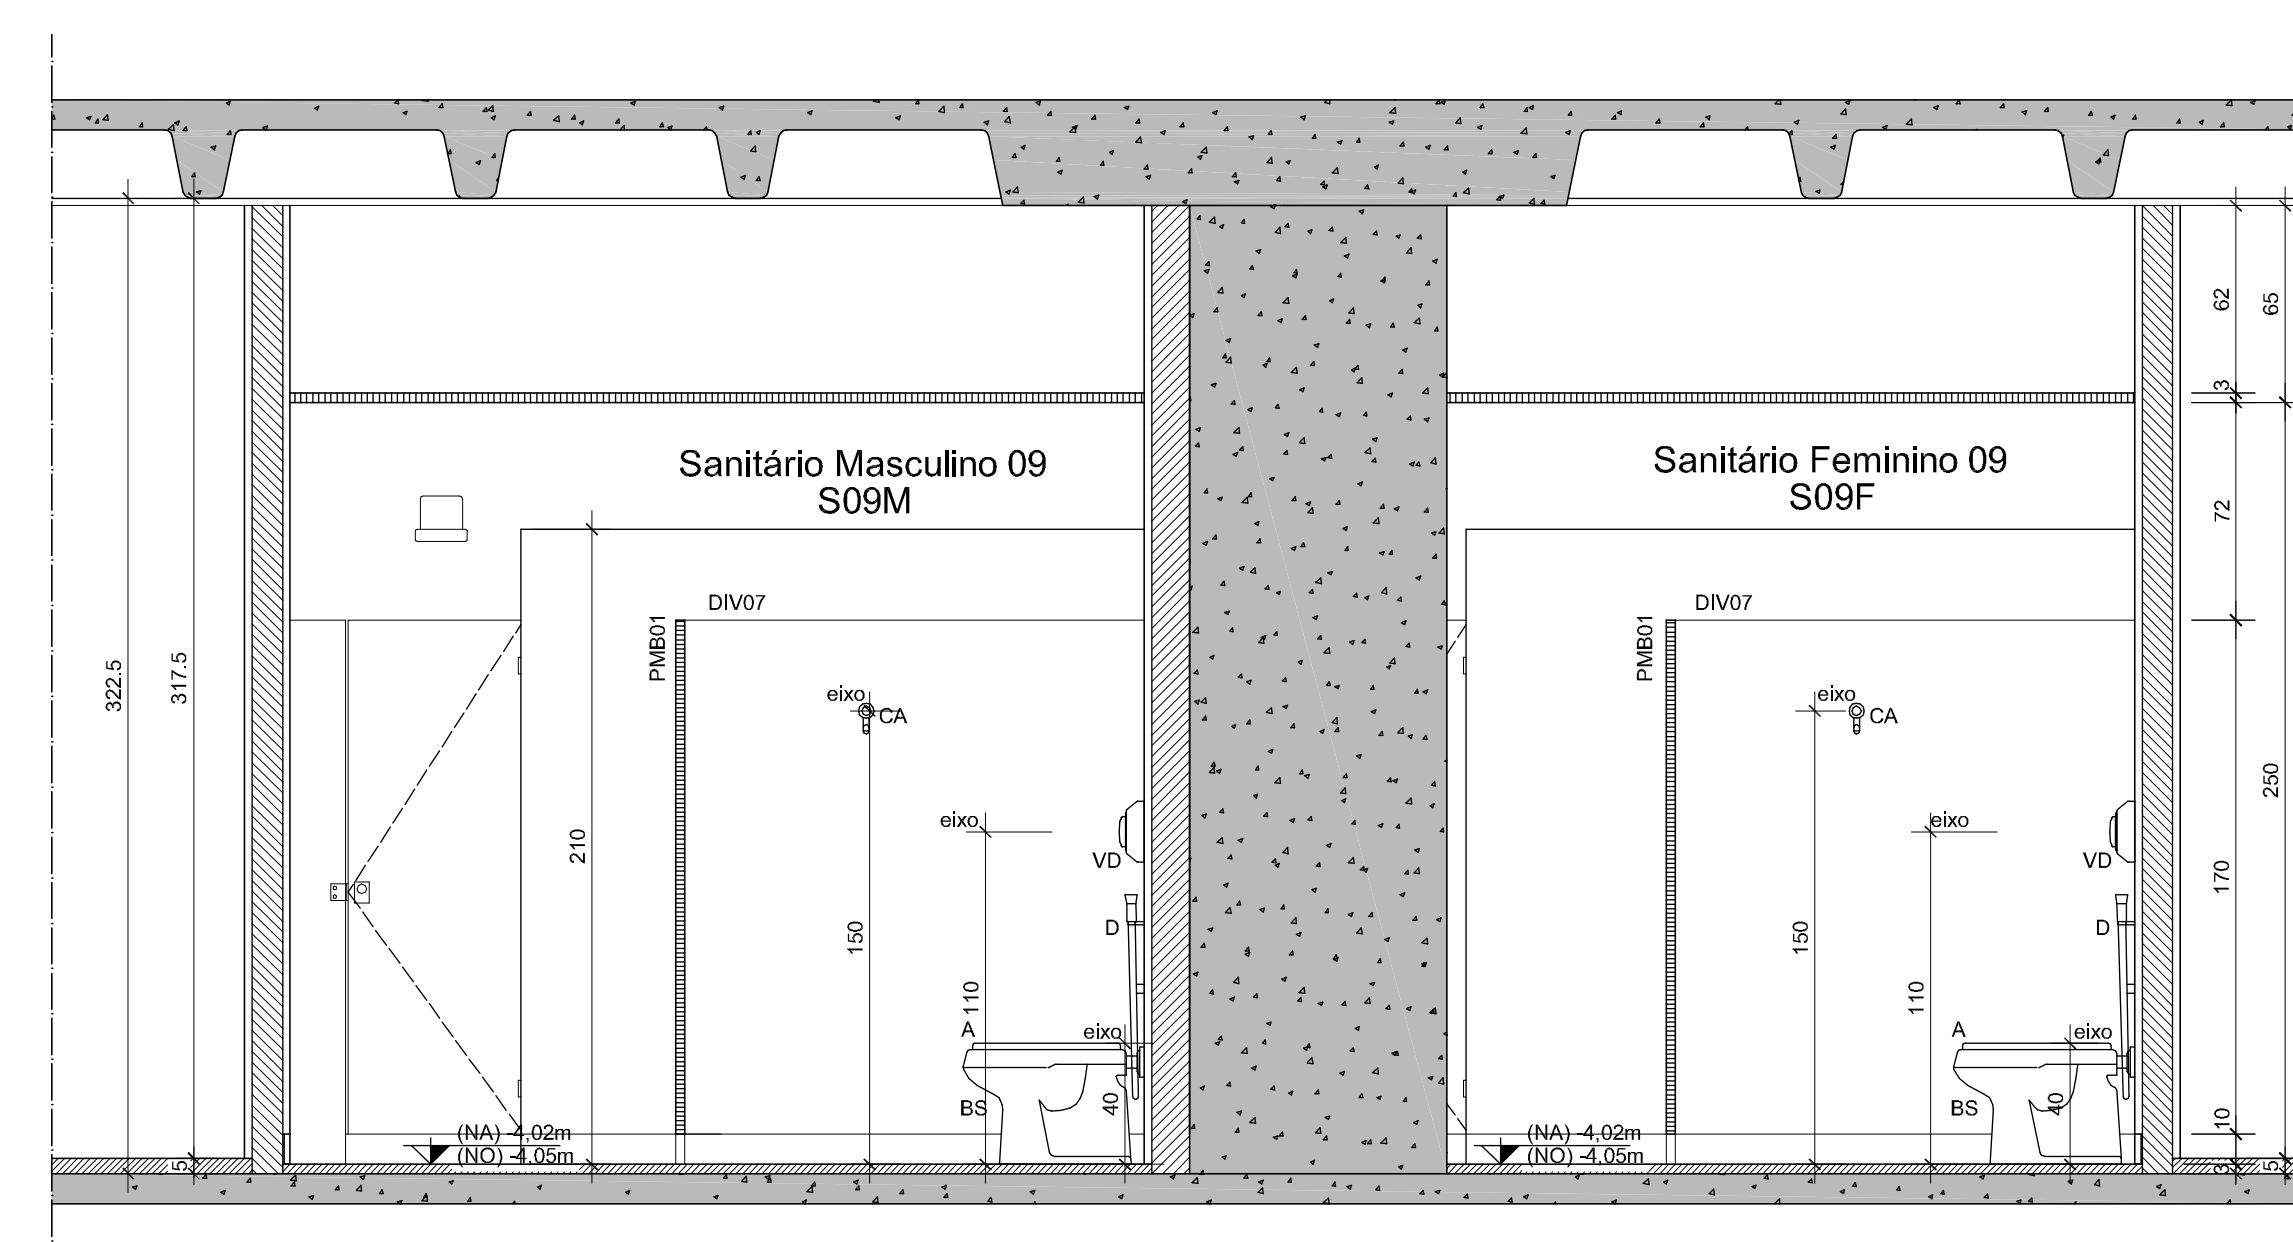 62
65
3
Sanitário Masculino 09
S09M
Sanitário Feminino 09
S09F
72
DIV07
DIV07
PMB01
PMB01
322.5
317.5
eixo
CA
eixo
CA
250
210
eixo
eixo
VD
VD
170
150
150
D
D
110
110
A
eixo
A
eixo
BS
40
BS
40
10
(NA) -4,02m
(NO) -4,05m
(NA) -4,02m
(NO) -4,05m
5
3
5